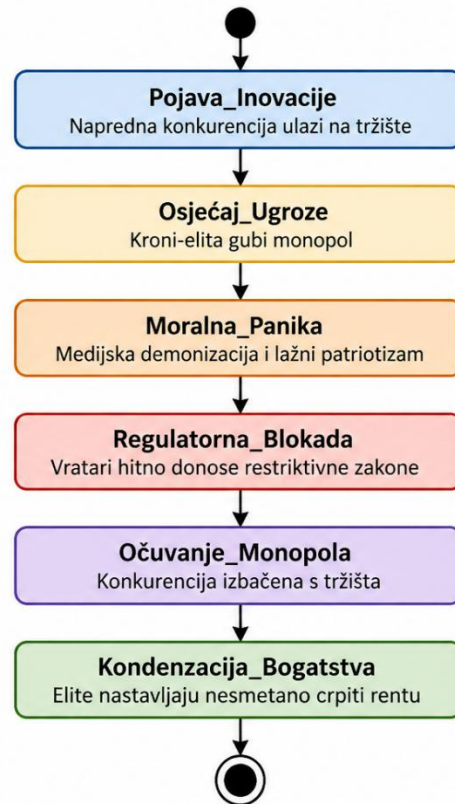 Pojava_Inovacije
Napredna konkurencija ulazi na tržište
Osjećaj_Ugroze
Kroni-elita gubi monopol
Moralna_Panika
Medijska demonizacija i lažni patriotizam
Regulatorna_Blokada
Vratari hitno donose restriktivne zakone
Očuvanje_Monopola
Konkurencija izbačena s tržišta
Kondenzacija_Bogatstva
Elite nastavljaju nesmetano crpiti rentu